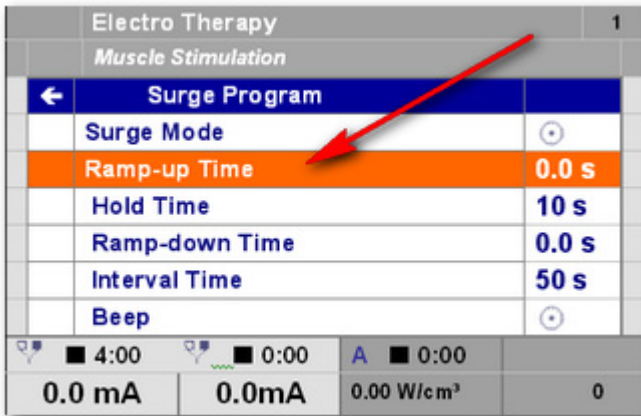 Electro Therapy 1
Muscle Stimulation
Surge Program
Surge Mode
Ramp-up Time 0.0 s
Hold Time 10 s
Ramp-down Time 0.0 s
Interval Time 50 s
Beep
4:00 0:00 A 0:00
0.0 mA 0.0mA 0.00 W/cm³ 0